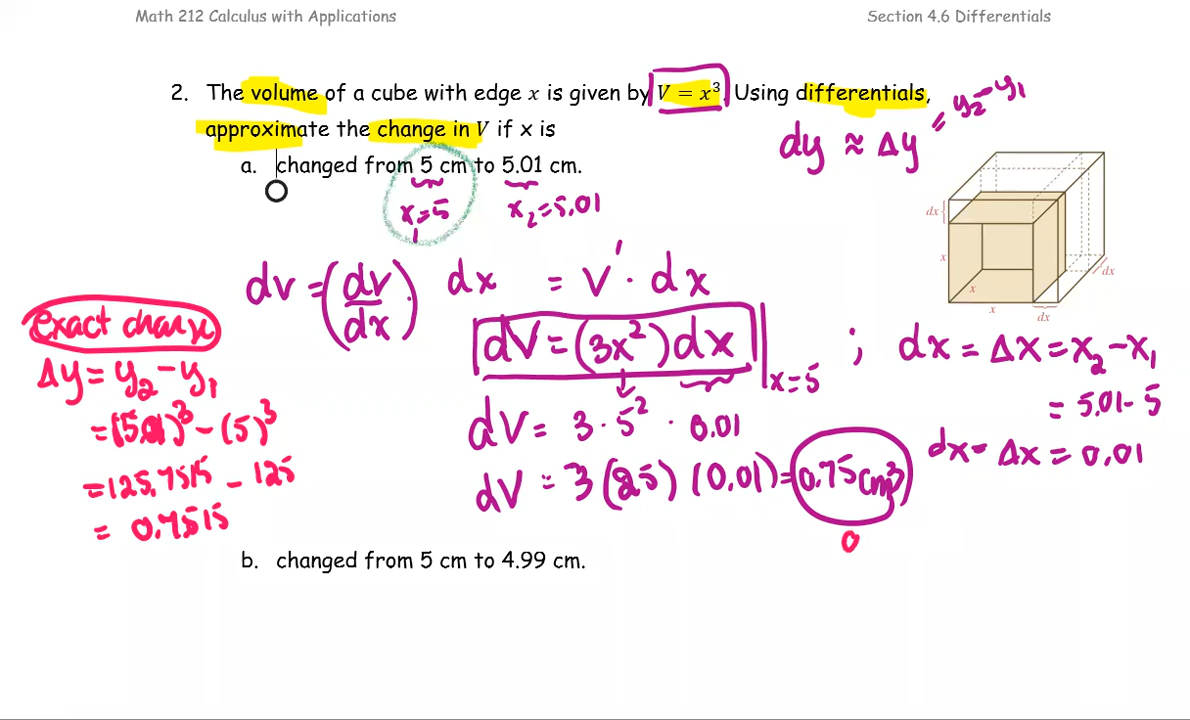 Math 212 Calculus with Applications
Section 4.6 Differentials
2. The volume of a cube with edge x is given by V = x³. Using differentials,
approximate the change in V if x is
a. changed from 5 cm to 5.01 cm.
dy ≈ Δy = y₂ - y₁
x₁ = 5
x₂ = 5.01
dx
x
x
x
dx
dx
dv = (dv/dx) dx = v' · dx
dV = (3x²) dx |x=5 ; dx = Δx = x₂ - x₁
= 5.01 - 5
dV = 3 · 5² · 0.01
dx = Δx = 0.01
dV = 3 (25) (0.01) = 0.75 cm³
0
Exact change
Δy = y₂ - y₁
= (5.01)³ - (5)³
= 125.7515 - 125
= 0.7515
b. changed from 5 cm to 4.99 cm.